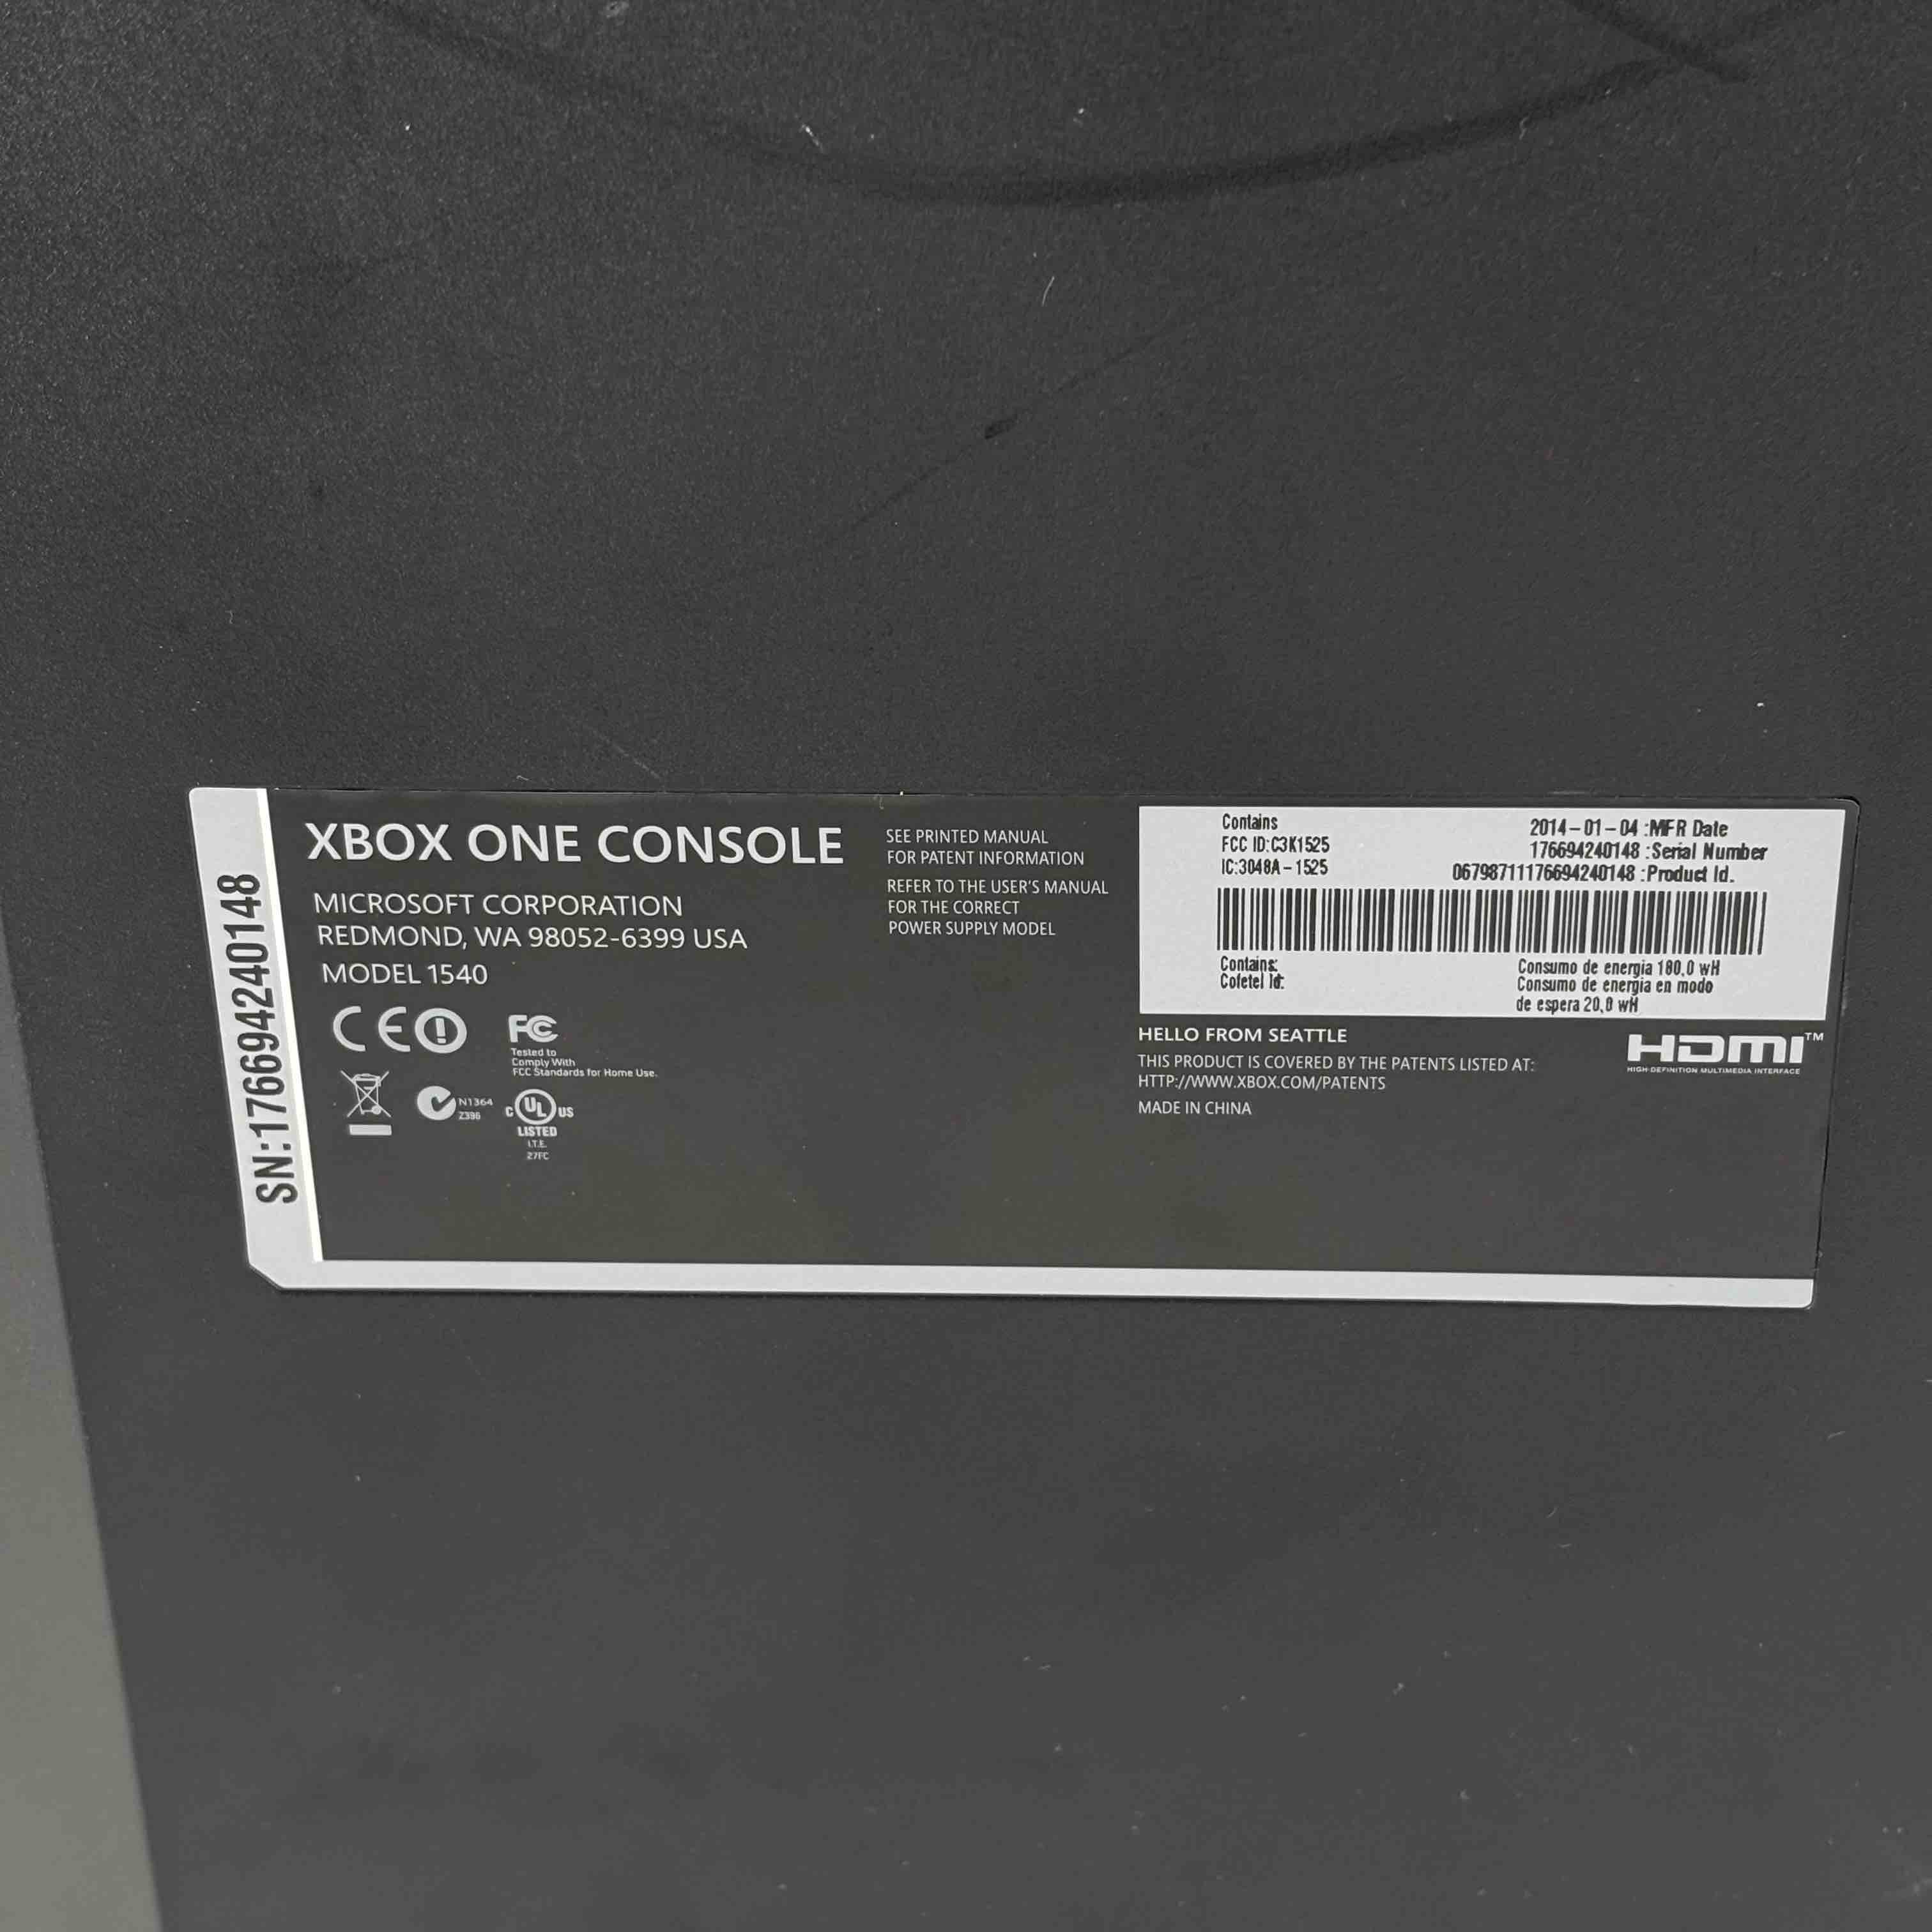 SN:176694240148
XBOX ONE CONSOLE
MICROSOFT CORPORATION
REDMOND, WA 98052-6399 USA
MODEL 1540
CE
FC
Tested to
Comply With
FCC Standards for Home Use.
N1364
Z396
C UL US
LISTED
I.T.E.
27FC
SEE PRINTED MANUAL
FOR PATENT INFORMATION
REFER TO THE USER'S MANUAL
FOR THE CORRECT
POWER SUPPLY MODEL
Contains
FCC ID:C3K1525
IC:3048A-1525
2014-01-04 :MFR Date
176694240148 :Serial Number
06798711176694240148 :Product Id.
Contains:
Cofetel Id:
Consumo de energia 180,0 wH
Consumo de energia en modo
de espera 20,0 wH
HELLO FROM SEATTLE
THIS PRODUCT IS COVERED BY THE PATENTS LISTED AT:
HTTP://WWW.XBOX.COM/PATENTS
MADE IN CHINA
HDMI™
HIGH-DEFINITION MULTIMEDIA INTERFACE